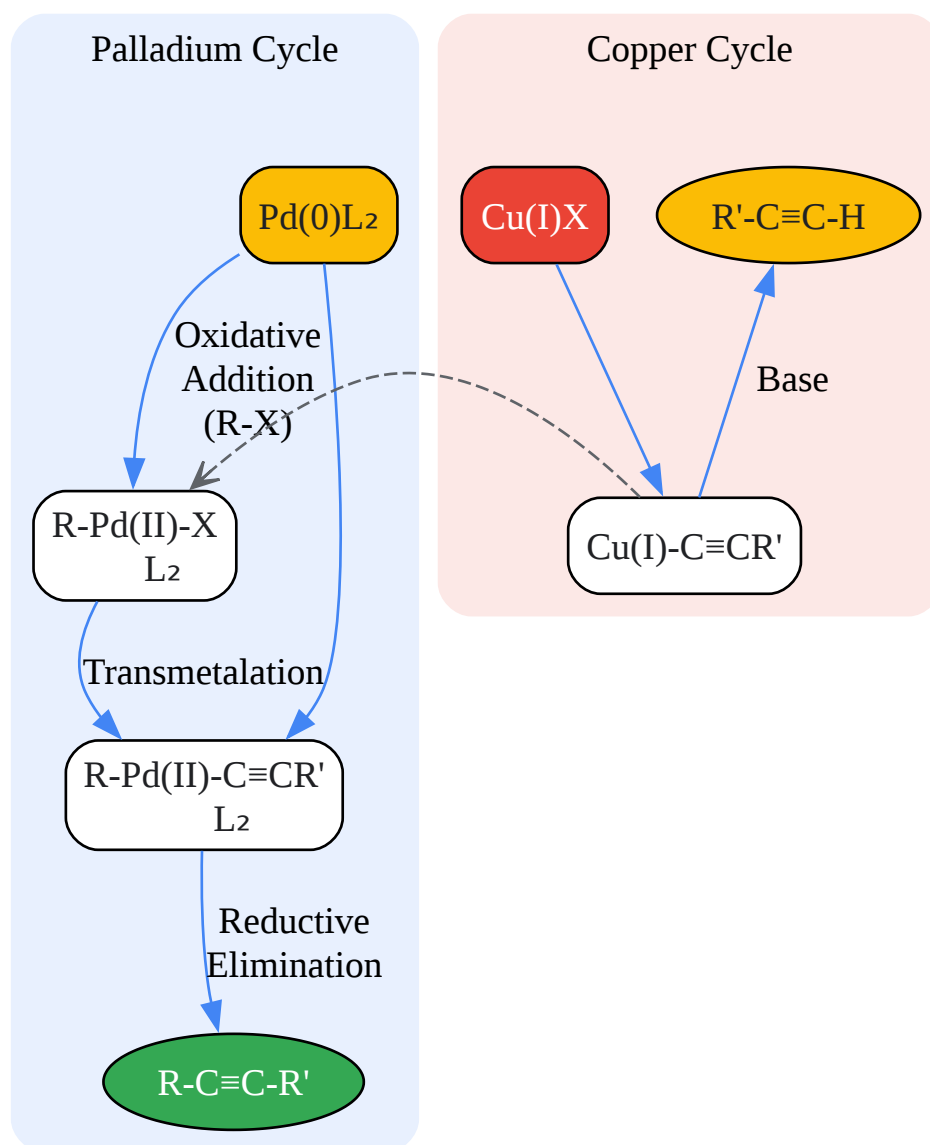 Palladium Cycle
Copper Cycle
Pd(0)L₂
Cu(I)X
R'-C≡C-H
Oxidative
Addition
(R-X)
Base
R-Pd(II)-X
L₂
Cu(I)-C≡CR'
Transmetalation
R-Pd(II)-C≡CR'
L₂
Reductive
Elimination
R-C≡C-R'